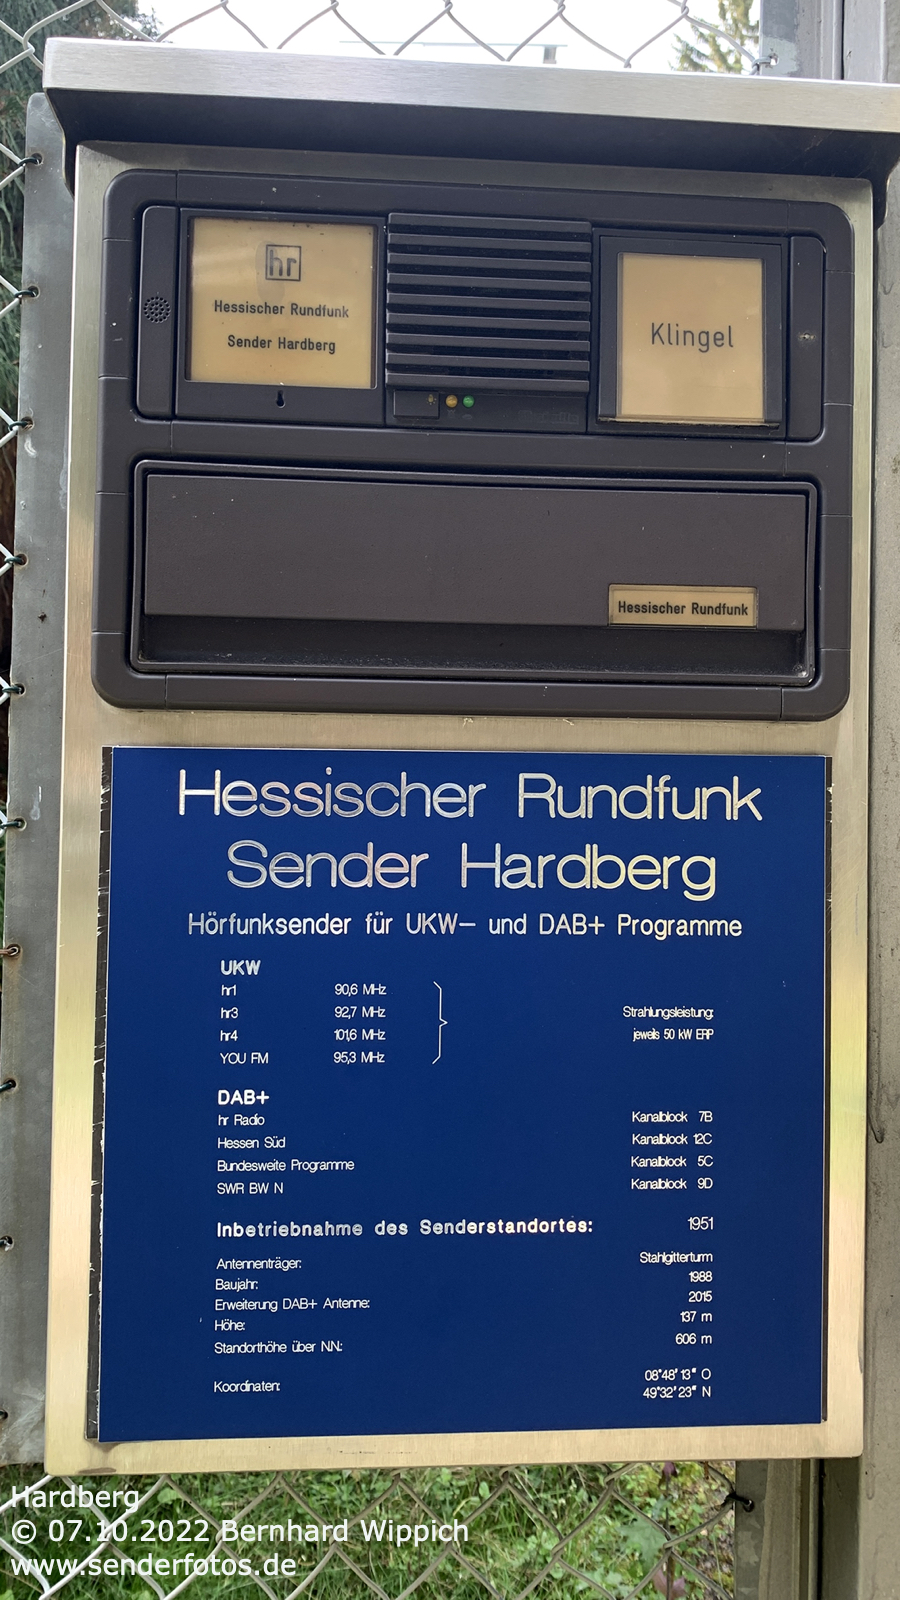 hr
Hessischer Rundfunk
Sender Hardberg
Klingel
Hessischer Rundfunk
Hessischer Rundfunk
Sender Hardberg
Hörfunksender für UKW- und DAB+ Programme
UKW
hr1 90,6 MHz
hr3 92,7 MHz Strahlungsleistung:
hr4 101,6 MHz jeweils 50 kW ERP
YOU FM 95,3 MHz
DAB+
hr Radio Kanalblock 7B
Hessen Süd Kanalblock 12C
Bundesweite Programme Kanalblock 5C
SWR BW N Kanalblock 9D
Inbetriebnahme des Senderstandortes: 1951
Antennenträger: Stahlgitterturm
Baujahr: 1988
Erweiterung DAB+ Antenne: 2015
Höhe: 137 m
Standorthöhe über N.N.: 606 m
Koordinaten: 08°48'13" O
49°32'23" N
Hardberg
© 07.10.2022 Bernhard Wippich
www.senderfotos.de